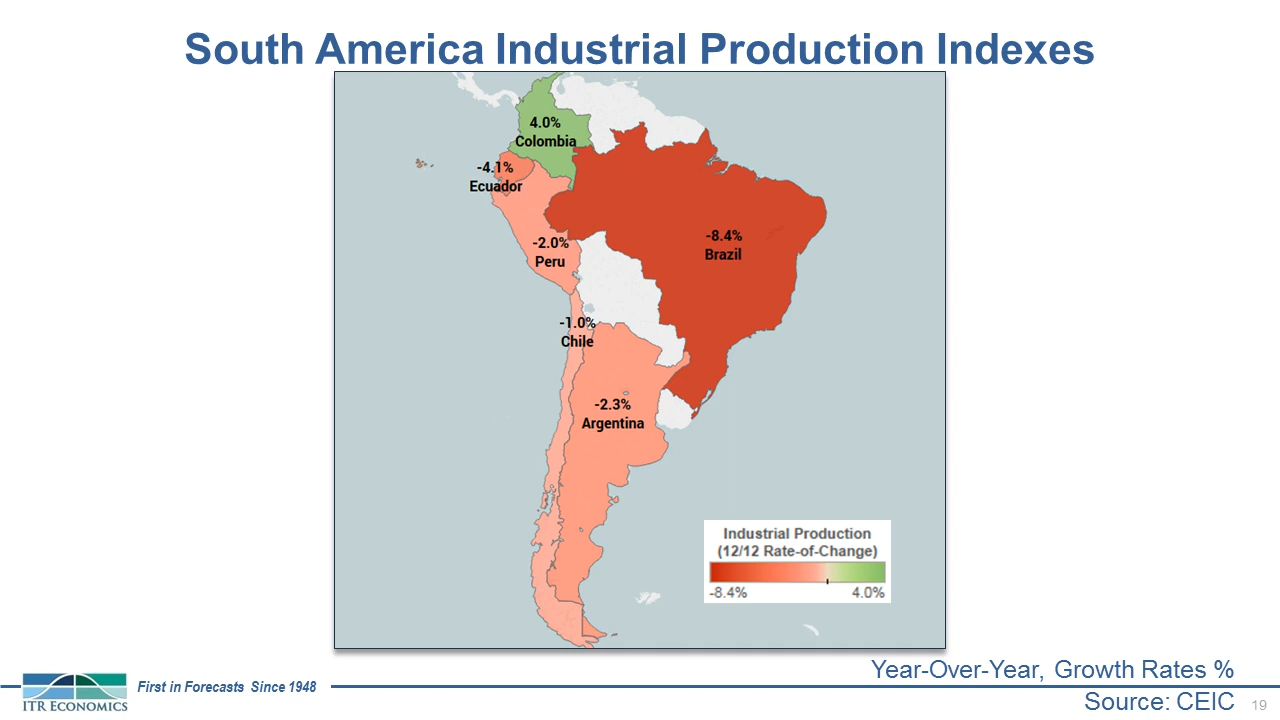 South America Industrial Production Indexes
4.0%
Colombia
-4.1%
Ecuador
-2.0%
Peru
-8.4%
Brazil
-1.0%
Chile
-2.3%
Argentina
Industrial Production
(12/12 Rate-of-Change)
-8.4% 4.0%
Year-Over-Year, Growth Rates %
ITR ECONOMICS
First in Forecasts Since 1948
Source: CEIC
19